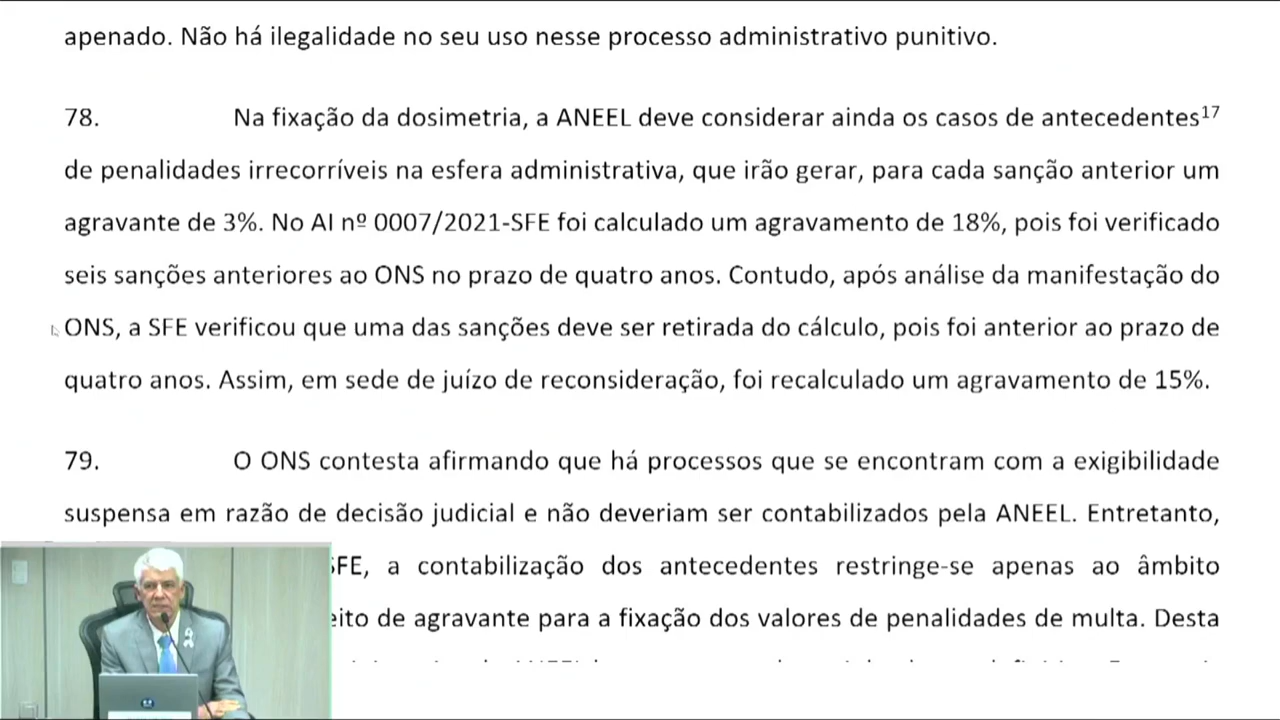 apenado. Não há ilegalidade no seu uso nesse processo administrativo punitivo.
78. Na fixação da dosimetria, a ANEEL deve considerar ainda os casos de antecedentes17
de penalidades irrecorríveis na esfera administrativa, que irão gerar, para cada sanção anterior um
agravante de 3%. No AI nº 0007/2021-SFE foi calculado um agravamento de 18%, pois foi verificado
seis sanções anteriores ao ONS no prazo de quatro anos. Contudo, após análise da manifestação do
ONS, a SFE verificou que uma das sanções deve ser retirada do cálculo, pois foi anterior ao prazo de
quatro anos. Assim, em sede de juízo de reconsideração, foi recalculado um agravamento de 15%.
79. O ONS contesta afirmando que há processos que se encontram com a exigibilidade
suspensa em razão de decisão judicial e não deveriam ser contabilizados pela ANEEL. Entretanto,
SFE, a contabilização dos antecedentes restringe-se apenas ao âmbito
eito de agravante para a fixação dos valores de penalidades de multa. Desta